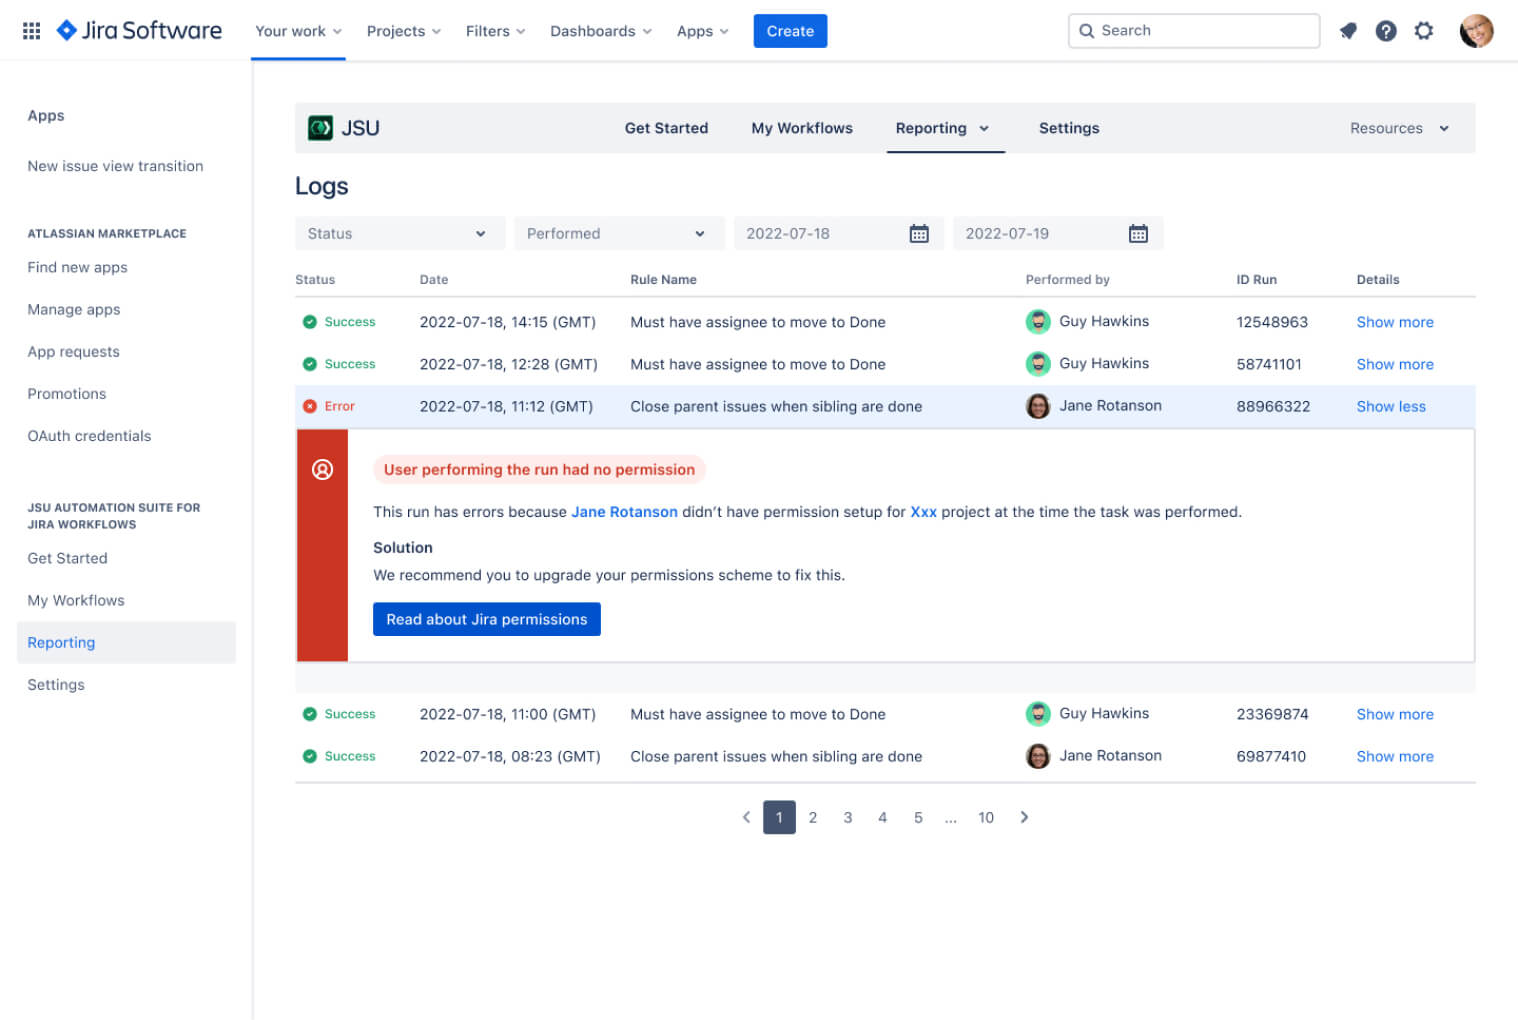 Jira Software Your work Projects Filters Dashboards Apps Create Search
Apps
New issue view transition
ATLASSIAN MARKETPLACE
Find new apps
Manage apps
App requests
Promotions
OAuth credentials
JSU AUTOMATION SUITE FOR
JIRA WORKFLOWS
Get Started
My Workflows
Reporting
Settings
JSU Get Started My Workflows Reporting Settings Resources
Logs
Status Performed 2022-07-18 2022-07-19
Status Date Rule Name Performed by ID Run Details
Success 2022-07-18, 14:15 (GMT) Must have assignee to move to Done Guy Hawkins 12548963 Show more
Success 2022-07-18, 12:28 (GMT) Must have assignee to move to Done Guy Hawkins 58741101 Show more
Error 2022-07-18, 11:12 (GMT) Close parent issues when sibling are done Jane Rotanson 88966322 Show less
User performing the run had no permission
This run has errors because Jane Rotanson didn't have permission setup for Xxx project at the time the task was performed.
Solution
We recommend you to upgrade your permissions scheme to fix this.
Read about Jira permissions
Success 2022-07-18, 11:00 (GMT) Must have assignee to move to Done Guy Hawkins 23369874 Show more
Success 2022-07-18, 08:23 (GMT) Close parent issues when sibling are done Jane Rotanson 69877410 Show more
1 2 3 4 5 ... 10